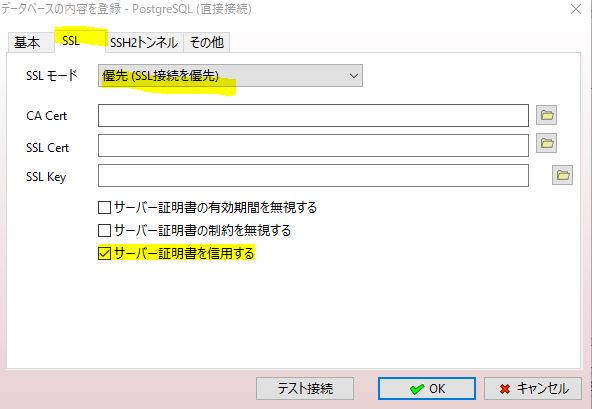 データベースの内容を登録 - PostgreSQL (直接接続)
基本 SSL SSH2トンネル その他
SSL モード 優先 (SSL接続を優先)
CA Cert
SSL Cert
SSL Key
サーバー証明書の有効期間を無視する
サーバー証明書の制約を無視する
サーバー証明書を信用する
テスト接続 OK キャンセル